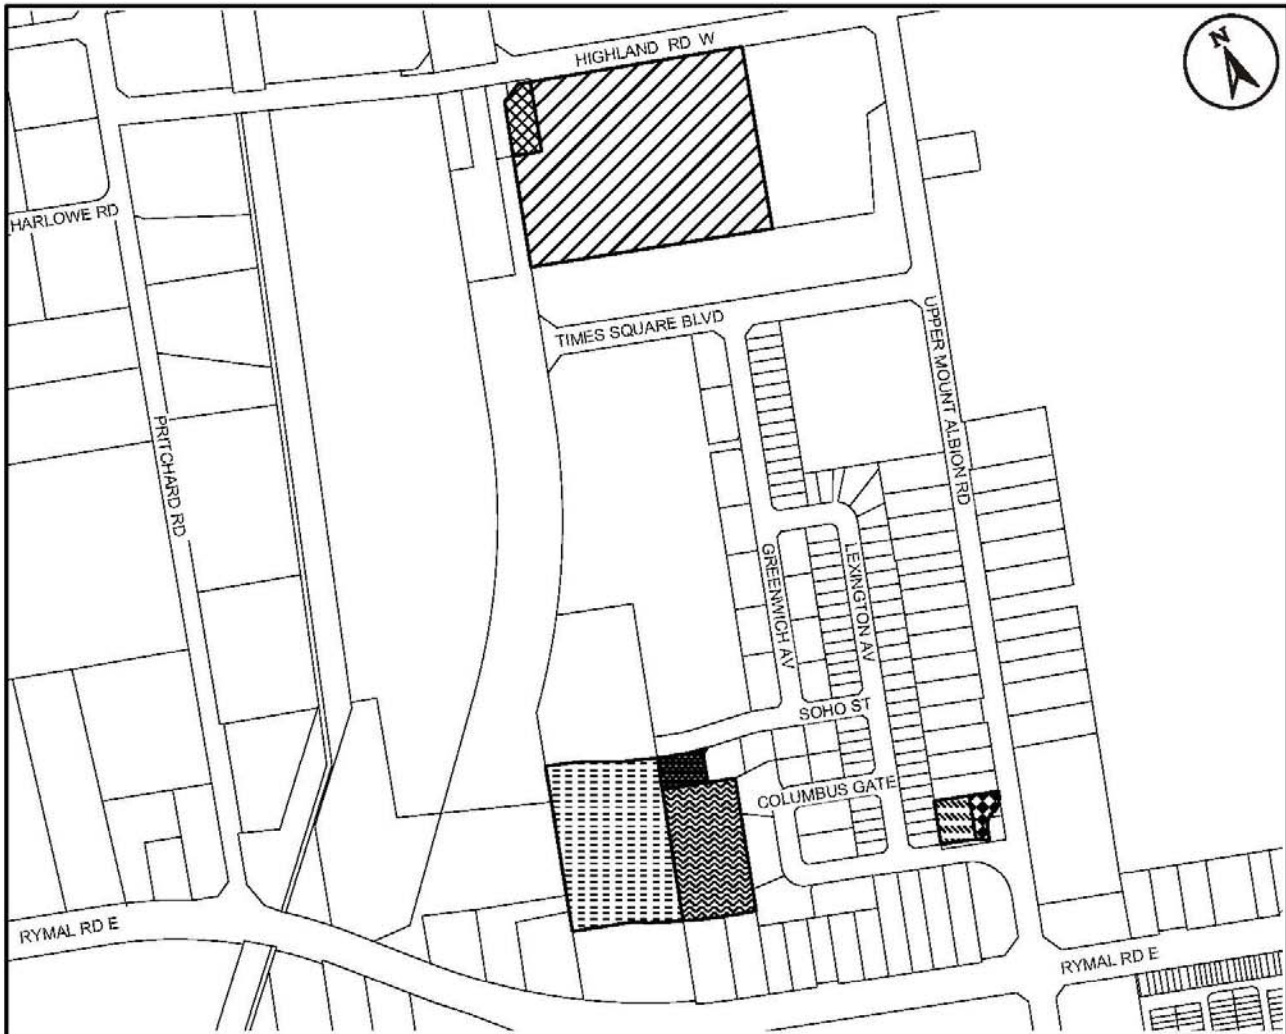 N
HIGHLAND RD W
HARLOWE RD
TIMES SQUARE BLVD
UPPER MOUNT ALBION RD
PRITCHARD RD
GREENWICH AV
LEXINGTON AV
SOHO ST
COLUMBUS GATE
RYMAL RD E
RYMAL RD E